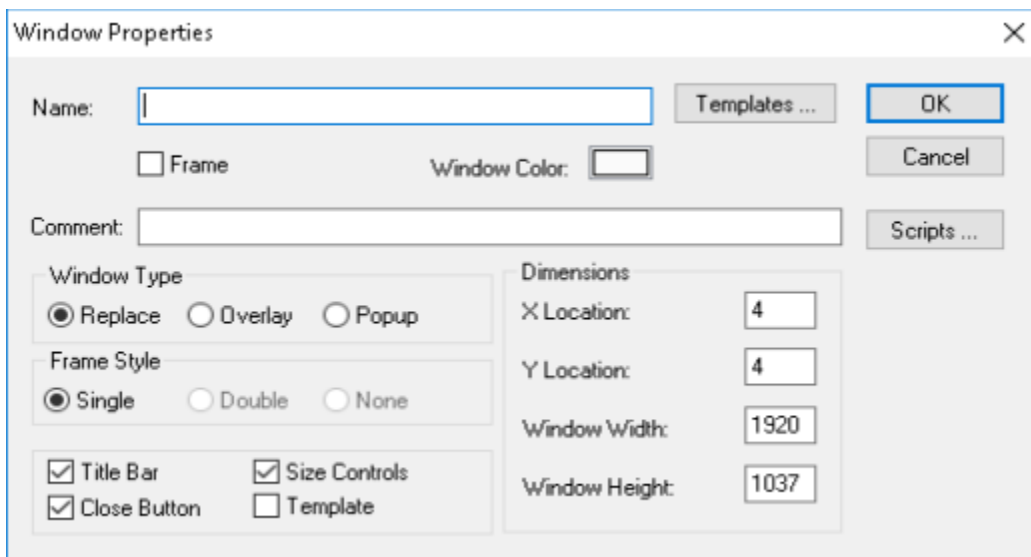 Window Properties
Name:
Templates ...
OK
Frame
Window Color:
Cancel
Comment:
Scripts ...
Window Type
Replace Overlay Popup
Frame Style
Single Double None
Title Bar Size Controls
Close Button Template
Dimensions
X Location: 4
Y Location: 4
Window Width: 1920
Window Height: 1037